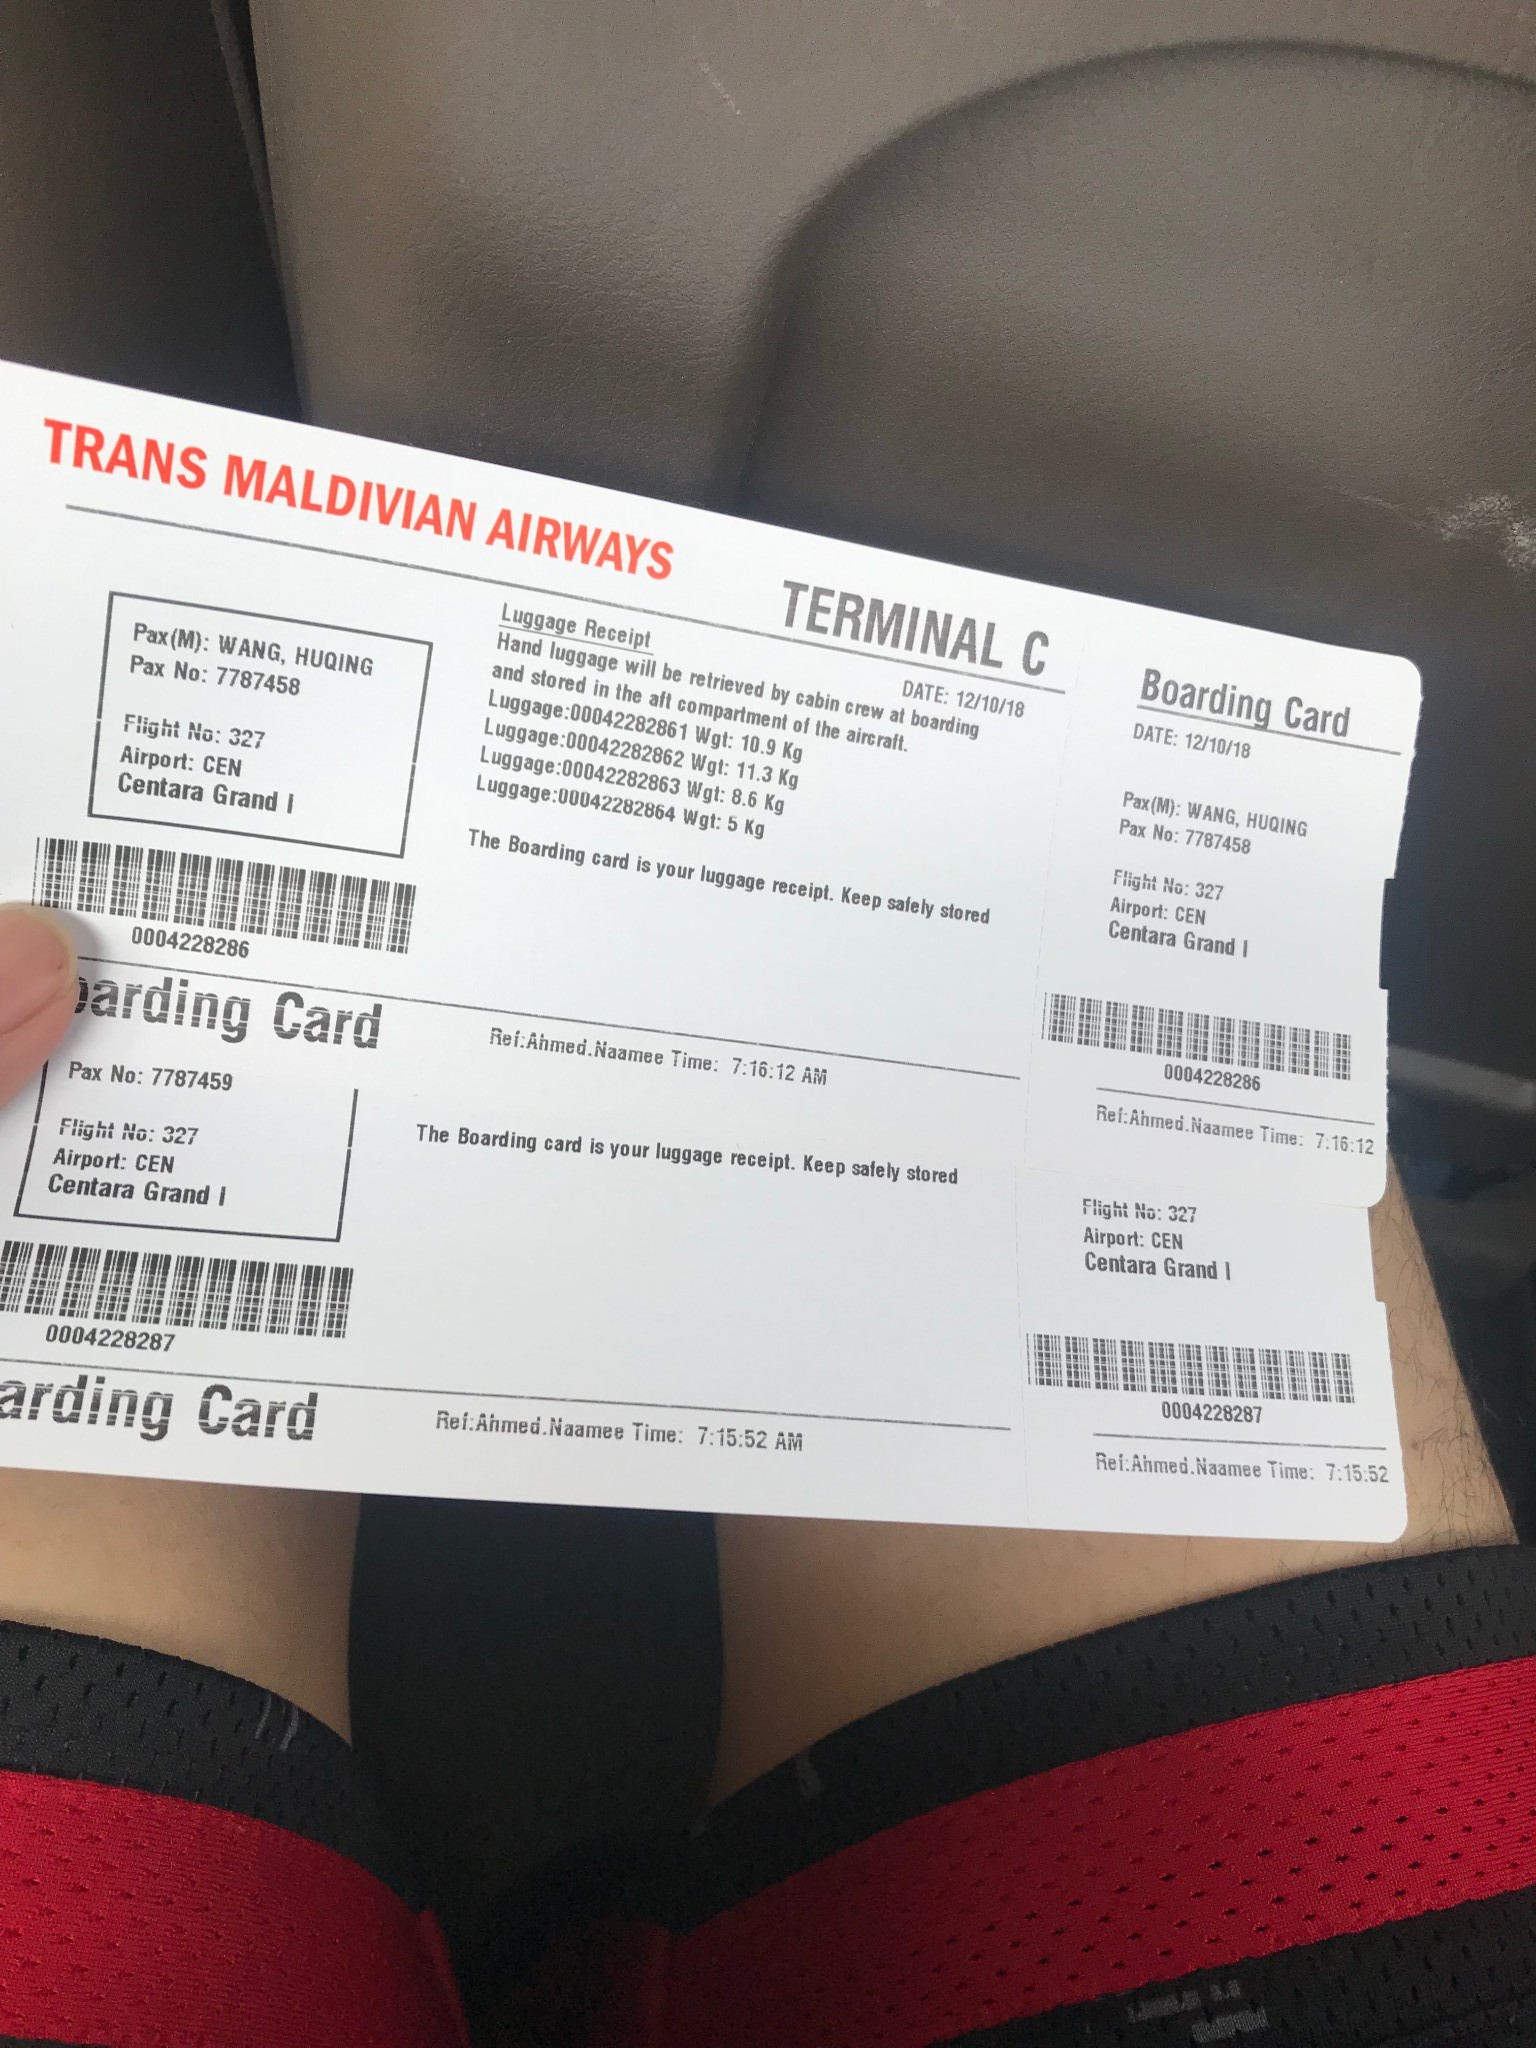 TRANS MALDIVIAN AIRWAYS
TERMINAL C
DATE: 12/10/18
Pax(M): WANG, HUQING
Pax No: 7787458
Flight No: 327
Airport: CEN
Centara Grand I
0004228286
Luggage Receipt
Hand luggage will be retrieved by cabin crew at boarding
and stored in the aft compartment of the aircraft.
Luggage:00042282861 Wgt: 10.9 Kg
Luggage:00042282862 Wgt: 11.3 Kg
Luggage:00042282863 Wgt: 8.6 Kg
Luggage:00042282864 Wgt: 5 Kg
The Boarding card is your luggage receipt. Keep safely stored
oarding Card
Ref:Ahmed.Naamee Time: 7:16:12 AM
Boarding Card
DATE: 12/10/18
Pax(M): WANG, HUQING
Pax No: 7787458
Flight No: 327
Airport: CEN
Centara Grand I
0004228286
Ref:Ahmed.Naamee Time: 7:16:12
Pax No: 7787459
Flight No: 327
Airport: CEN
Centara Grand I
0004228287
The Boarding card is your luggage receipt. Keep safely stored
arding Card
Ref:Ahmed.Naamee Time: 7:15:52 AM
Flight No: 327
Airport: CEN
Centara Grand I
0004228287
Ref:Ahmed.Naamee Time: 7:15:52